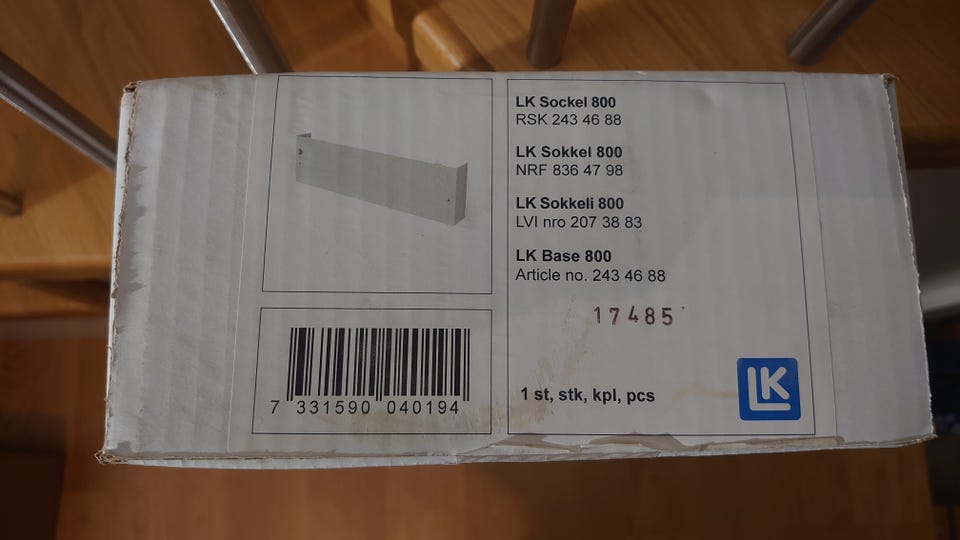 LK Sockel 800
RSK 243 46 88
LK Sokkel 800
NRF 836 47 98
LK Sokkeli 800
LVI nro 207 38 83
LK Base 800
Article no. 243 46 88
17485
1 st, stk, kpl, pcs
LK
7 331590 040194